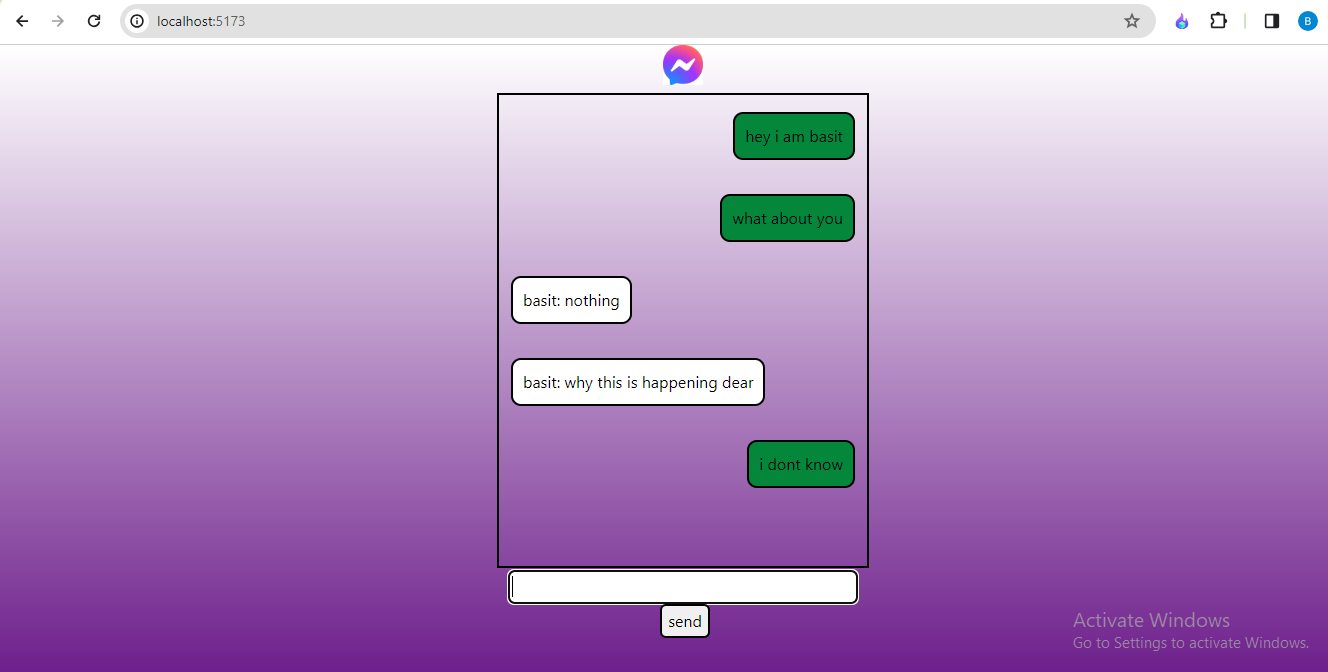 localhost:5173
B
hey i am basit
what about you
basit: nothing
basit: why this is happening dear
i dont know
send
Activate Windows
Go to Settings to activate Windows.